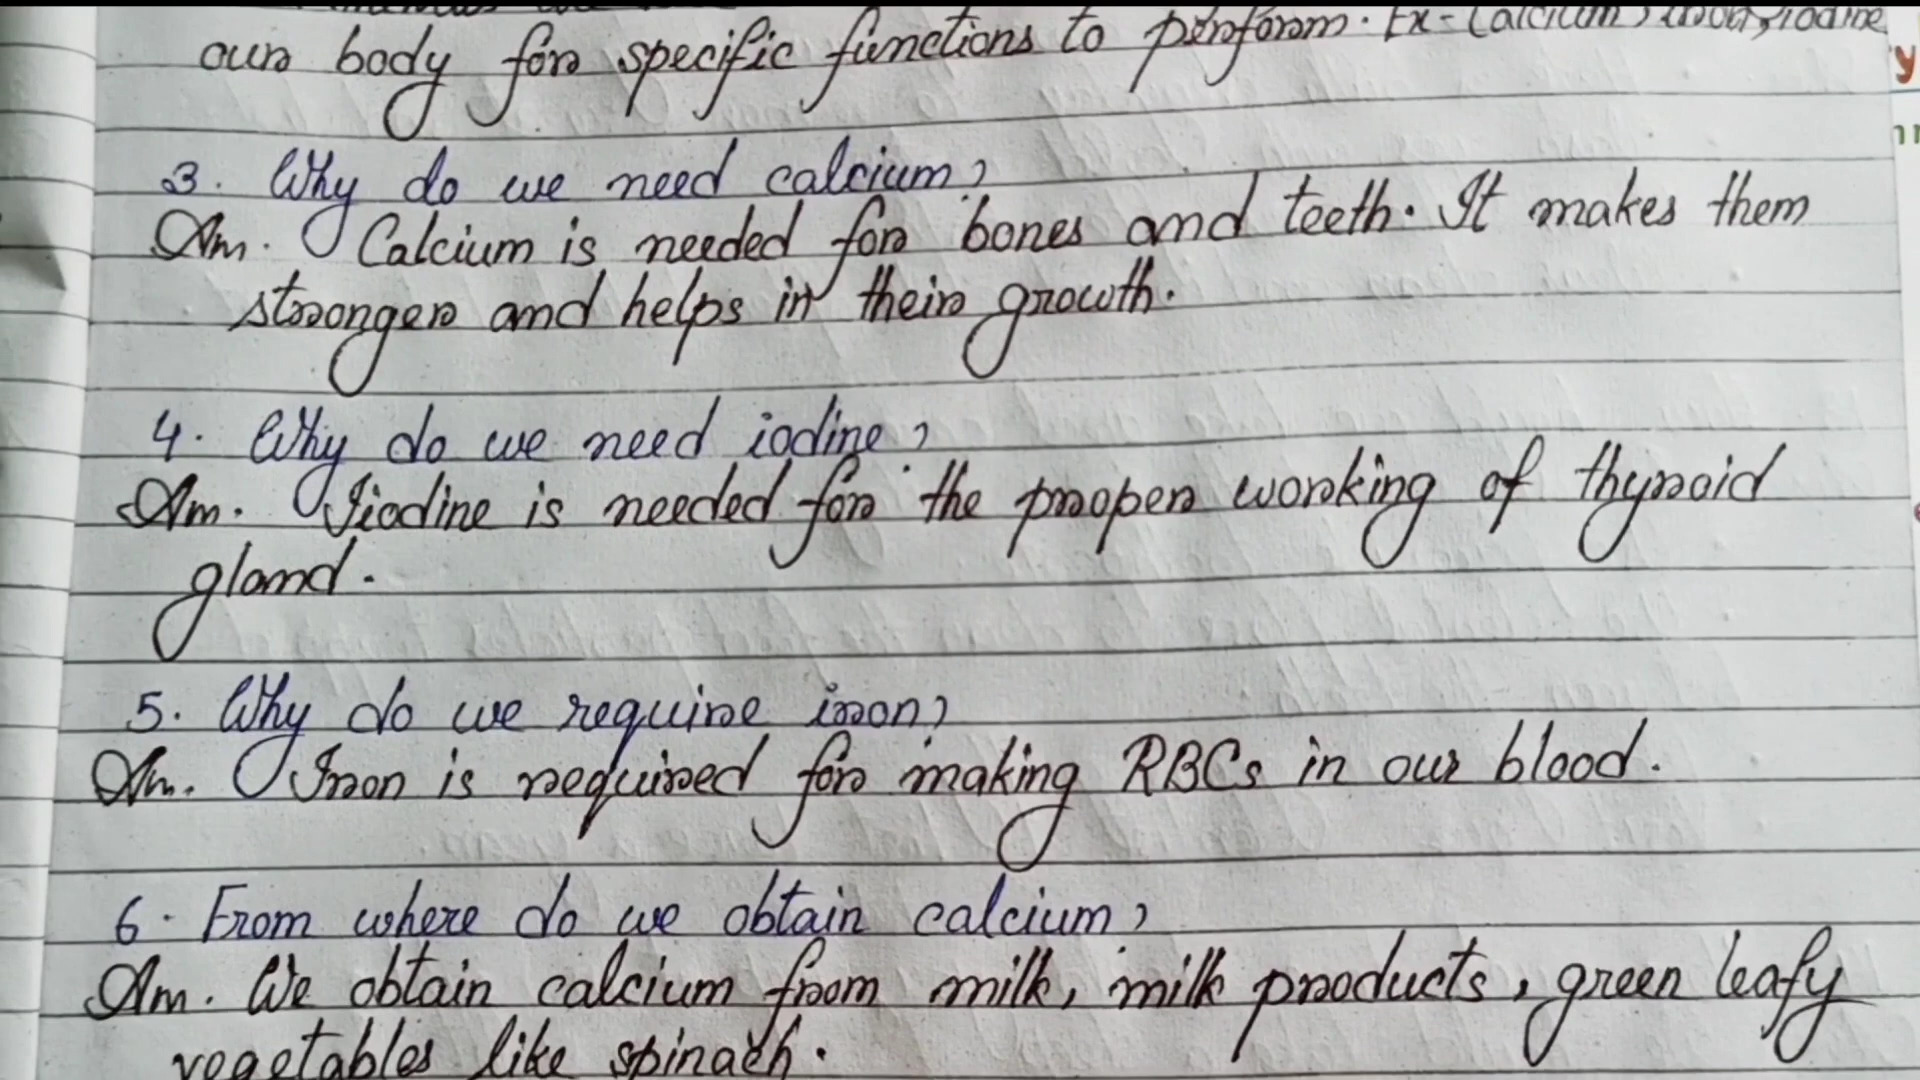 our body for specific functions to perform. Ex- Calcium, iron, iodine
3. Why do we need calcium?
Ans. Calcium is needed for bones and teeth. It makes them
stronger and helps in their growth.
4. Why do we need iodine?
Ans. Iodine is needed for the proper working of thyroid
gland.
5. Why do we require iron?
Ans. Iron is required for making RBCs in our blood.
6. From where do we obtain calcium?
Ans. We obtain calcium from milk, milk products, green leafy
vegetables like spinach.